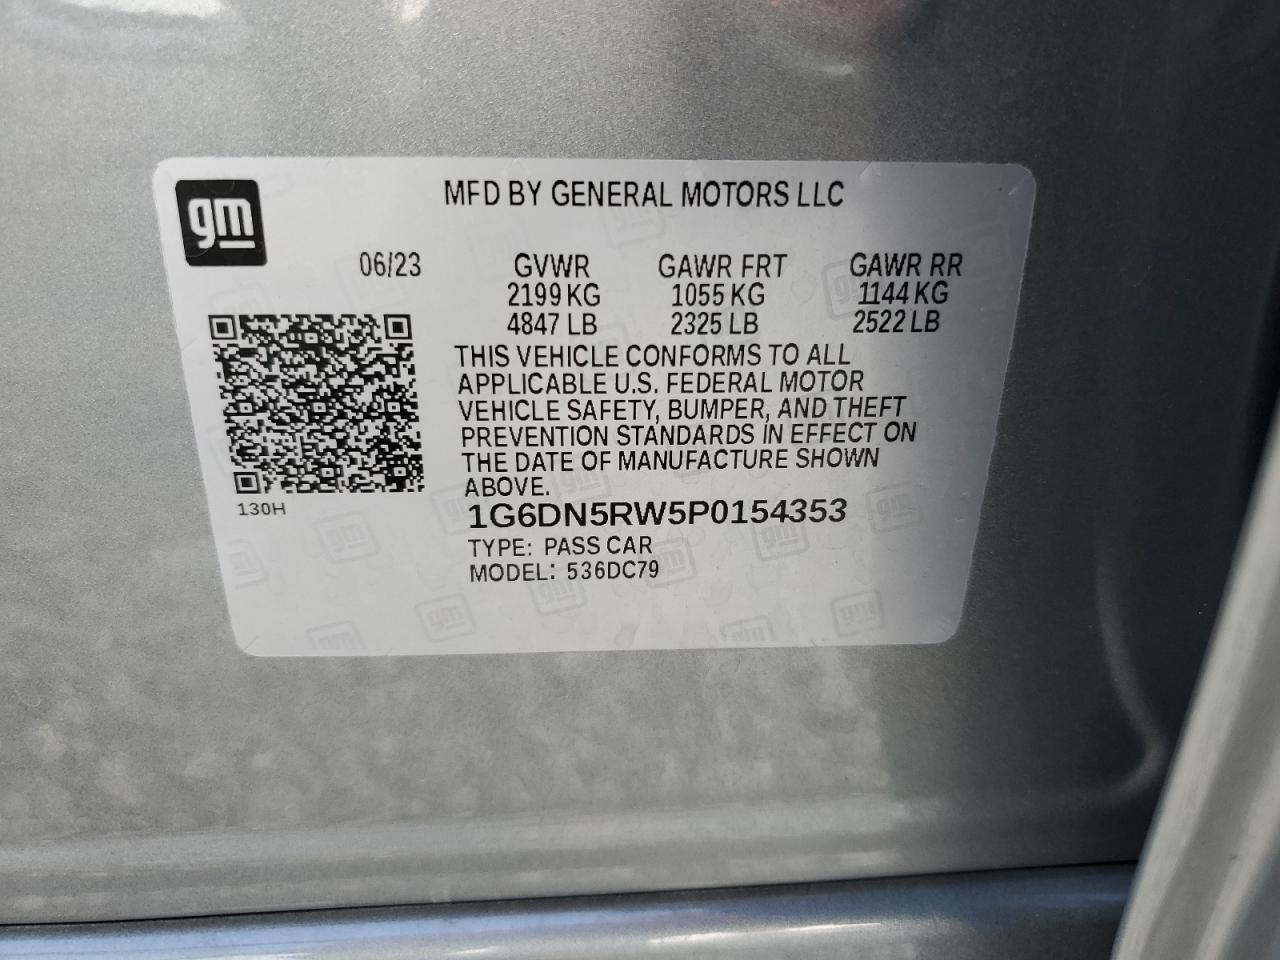 gm
MFD BY GENERAL MOTORS LLC
06/23 GVWR GAWR FRT GAWR RR
2199 KG 1055 KG 1144 KG
4847 LB 2325 LB 2522 LB
THIS VEHICLE CONFORMS TO ALL
APPLICABLE U.S. FEDERAL MOTOR
VEHICLE SAFETY, BUMPER, AND THEFT
PREVENTION STANDARDS IN EFFECT ON
THE DATE OF MANUFACTURE SHOWN
ABOVE.
130H
1G6DN5RW5P0154353
TYPE: PASS CAR
MODEL: 536DC79